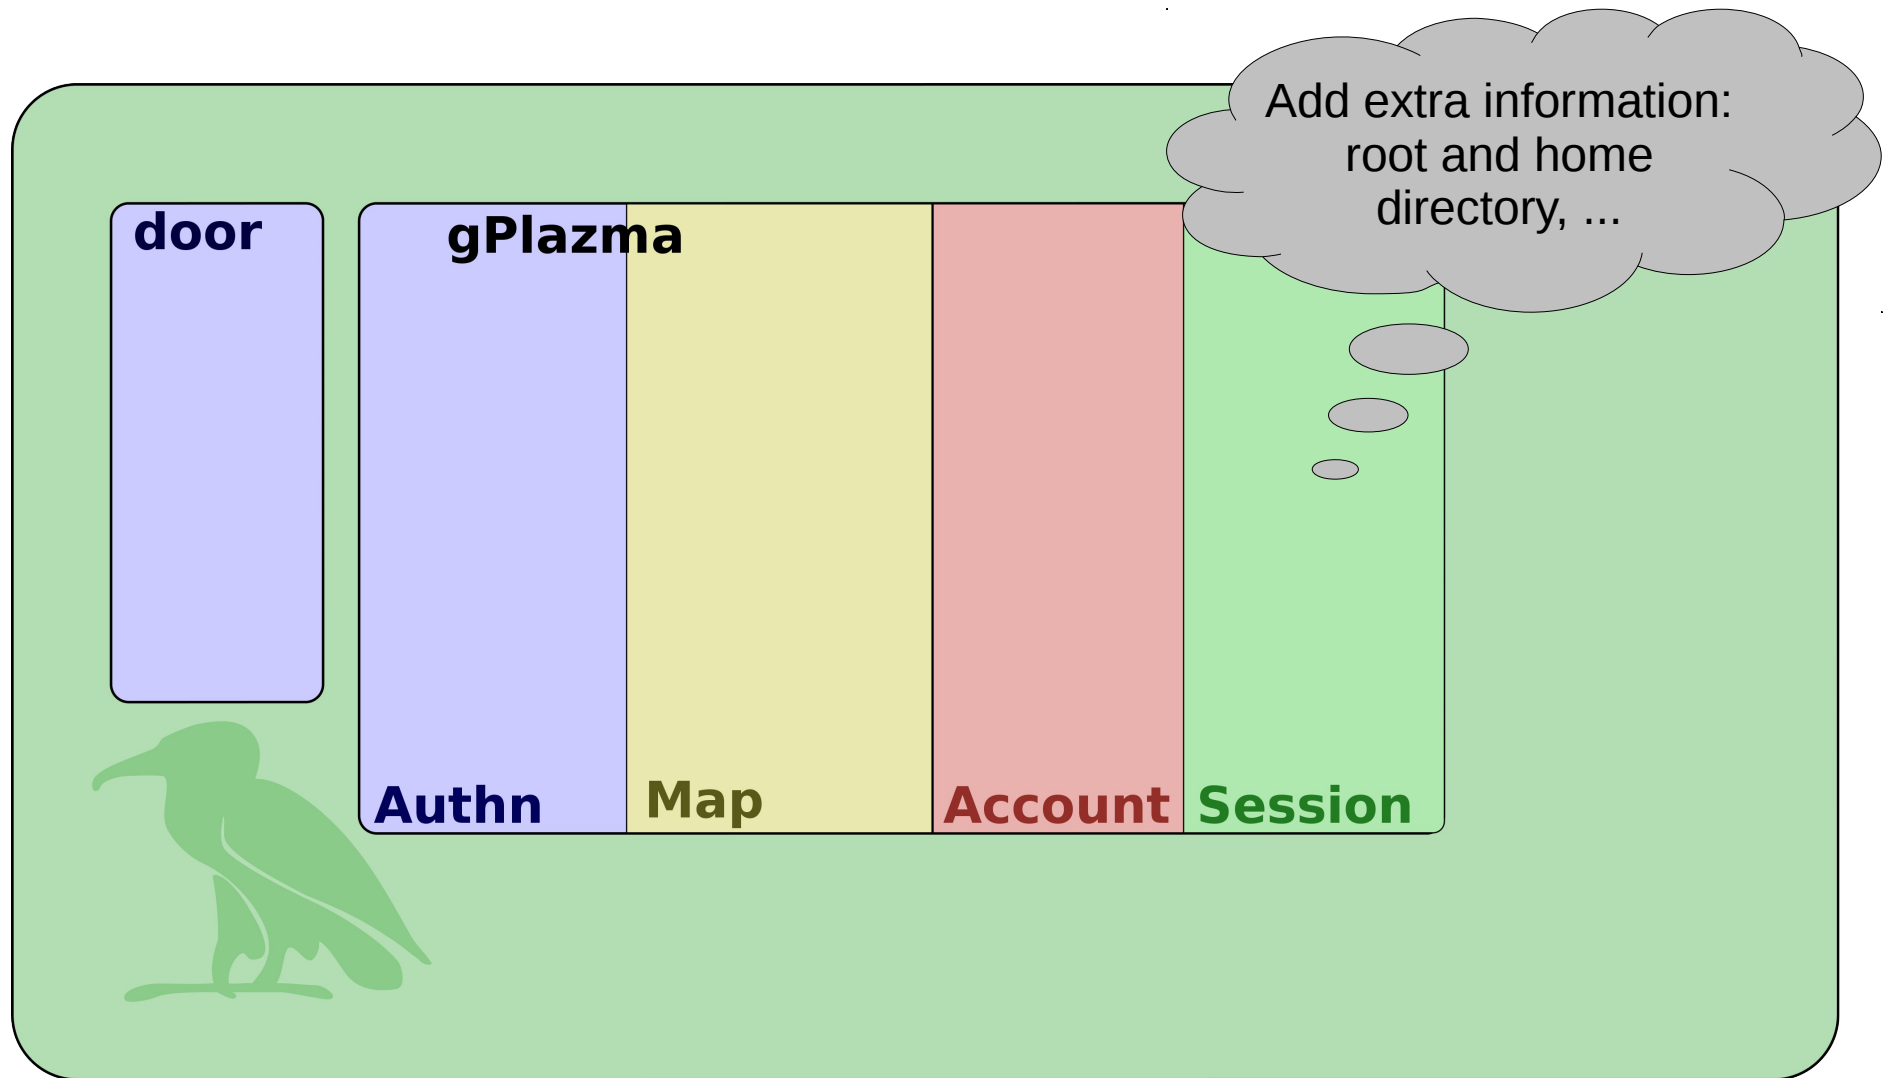 Add extra information:
root and home
directory, ...
door
gPlazma
Authn
Map
Account
Session